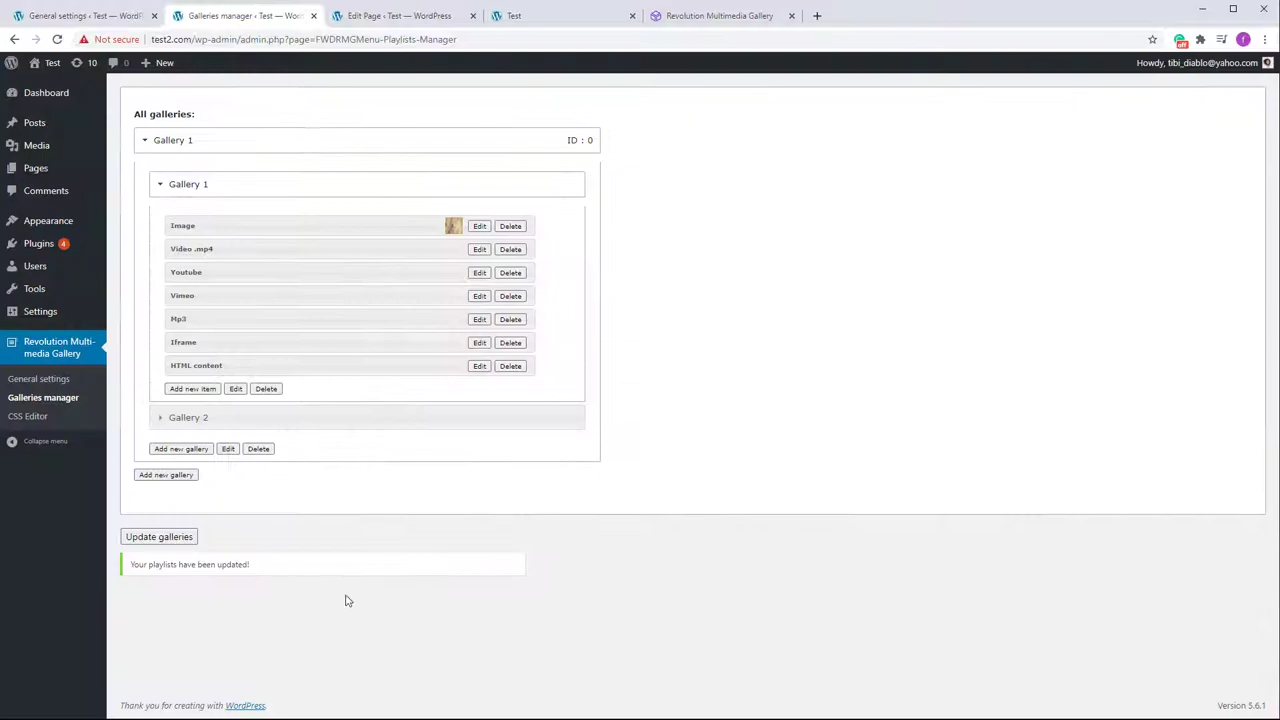 General settings ‹ Test — WordPr
Galleries manager ‹ Test — Wor
Edit Page ‹ Test — WordPress
Test
Revolution Multimedia Gallery
Not secure
test2.com/wp-admin/admin.php?page=FWDRMGMenu-Playlists-Manager
off
f
Test
10
0
New
Howdy, tibi_diablo@yahoo.com
Dashboard
Posts
Media
Pages
Comments
Appearance
Plugins 4
Users
Tools
Settings
Revolution Multi-
media Gallery
General settings
Galleries manager
CSS Editor
Collapse menu
All galleries:
Gallery 1
ID : 0
Gallery 1
Image Edit Delete
Video .mp4 Edit Delete
Youtube Edit Delete
Vimeo Edit Delete
Mp3 Edit Delete
Iframe Edit Delete
HTML content Edit Delete
Add new item Edit Delete
Gallery 2
Add new gallery Edit Delete
Add new gallery
Update galleries
Your playlists have been updated!
Thank you for creating with WordPress.
Version 5.6.1